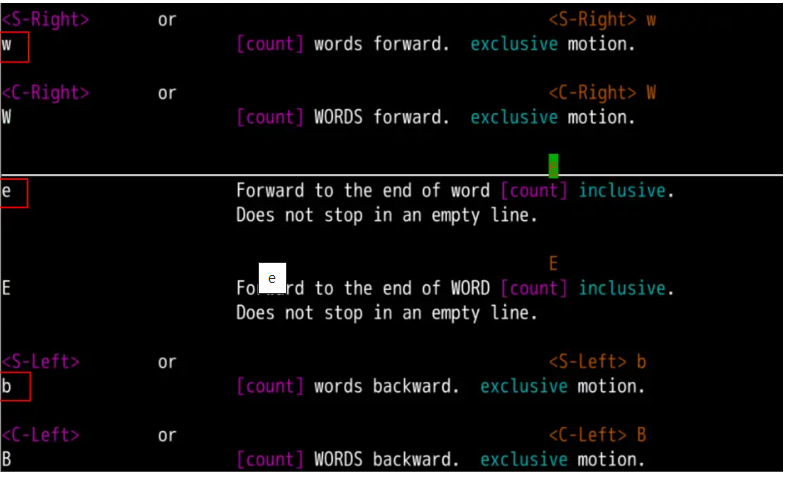 <S-Right> or <S-Right> w
w [count] words forward. exclusive motion.
<C-Right> or <C-Right> W
W [count] WORDS forward. exclusive motion.
e Forward to the end of word [count] inclusive.
Does not stop in an empty line.
E
e
E Forward to the end of WORD [count] inclusive.
Does not stop in an empty line.
<S-Left> or <S-Left> b
b [count] words backward. exclusive motion.
<C-Left> or <C-Left> B
B [count] WORDS backward. exclusive motion.